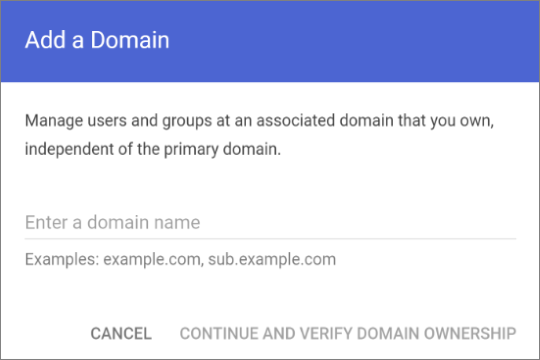 Add a Domain
Manage users and groups at an associated domain that you own,
independent of the primary domain.
Enter a domain name
Examples: example.com, sub.example.com
CANCEL CONTINUE AND VERIFY DOMAIN OWNERSHIP